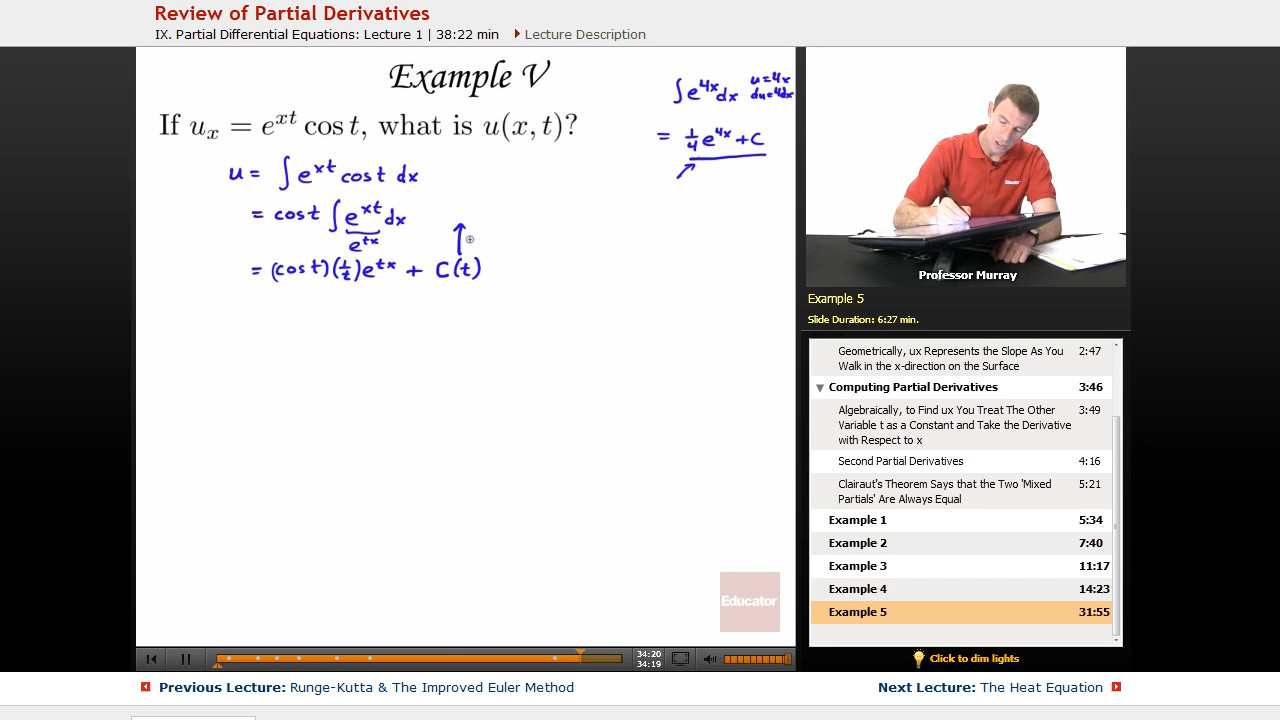 Review of Partial Derivatives
IX. Partial Differential Equations: Lecture 1 | 38:22 min
Lecture Description
Example V
If u_x = e^{xt} cos t, what is u(x, t)?
u = ∫ e^{xt} cos t dx
= cos t ∫ e^{xt} dx
e^{tx}
= (cos t)(1/t)e^{tx} + C(t)
∫ e^{4x} dx
u = 4x
du = 4dx
= 1/4 e^{4x} + C
Educator
Professor Murray
Example 5
Slide Duration: 6:27 min.
Geometrically, ux Represents the Slope As You 2:47
Walk in the x-direction on the Surface
Computing Partial Derivatives 3:46
Algebraically, to Find ux You Treat The Other 3:49
Variable t as a Constant and Take the Derivative
with Respect to x
Second Partial Derivatives 4:16
Clairaut's Theorem Says that the Two 'Mixed 5:21
Partials' Are Always Equal
Example 1 5:34
Example 2 7:40
Example 3 11:17
Example 4 14:23
Example 5 31:55
34:20
34:19
Click to dim lights
Previous Lecture: Runge-Kutta & The Improved Euler Method
Next Lecture: The Heat Equation